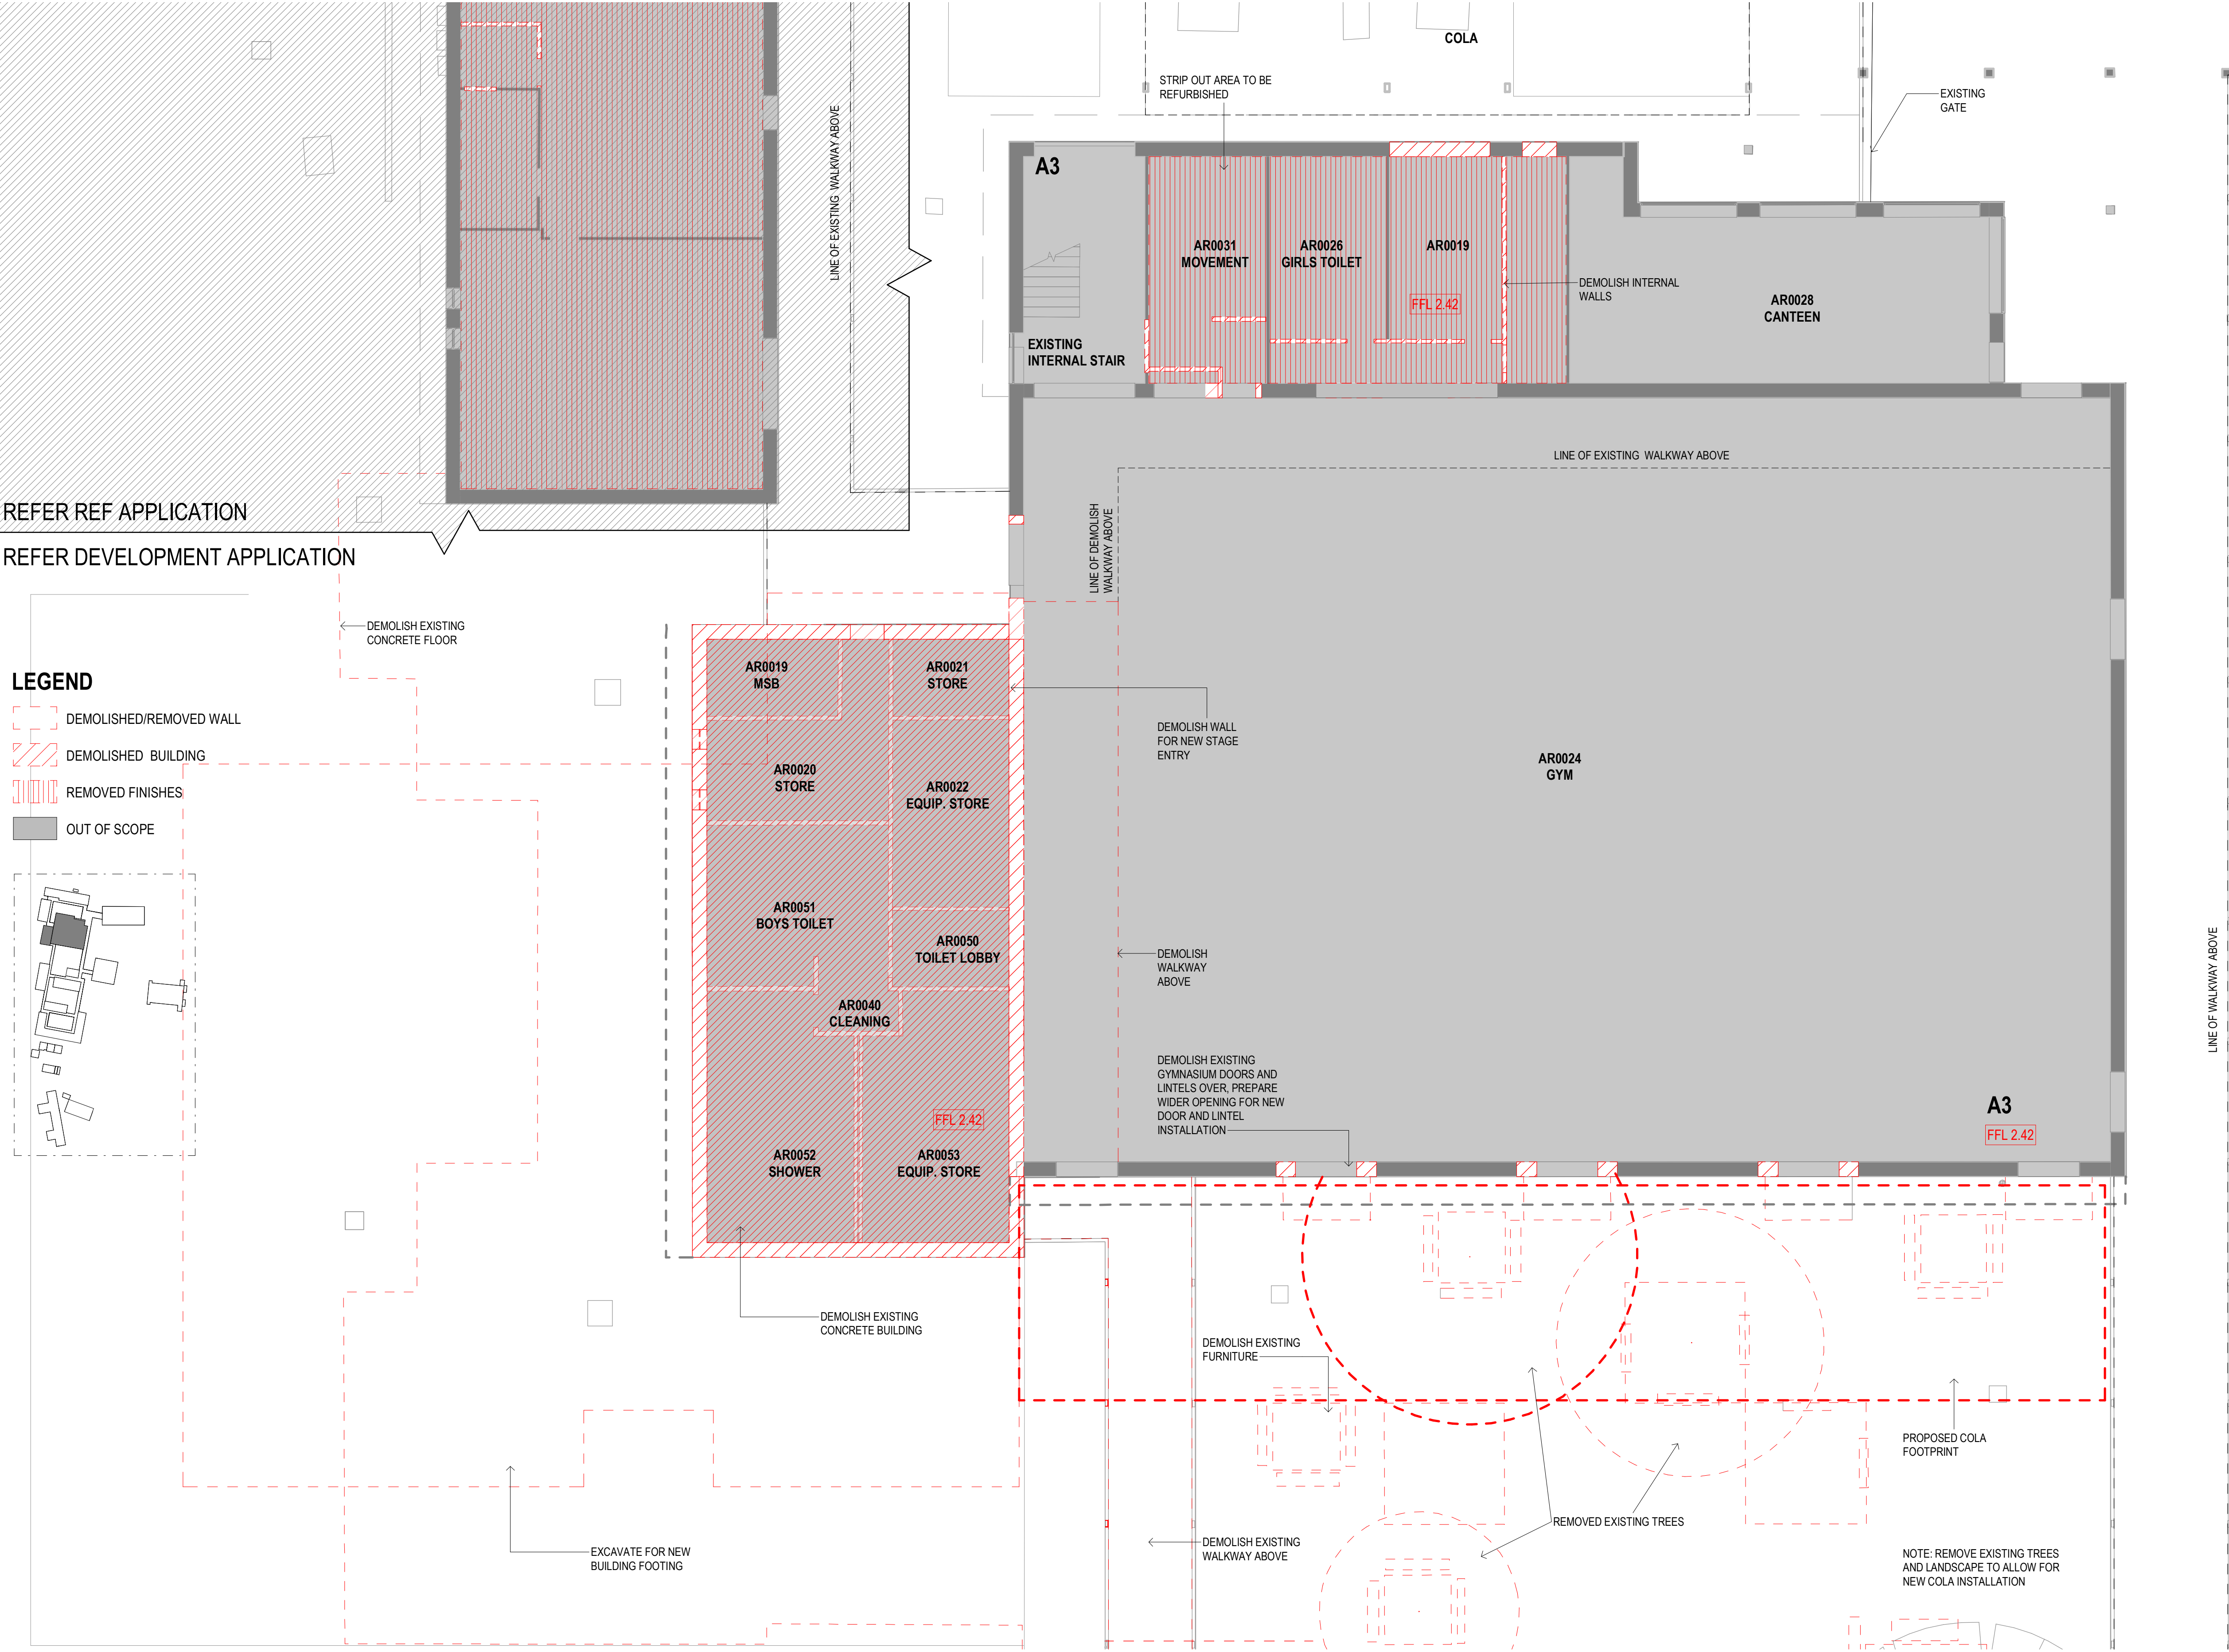 COLA
STRIP OUT AREA TO BE
REFURBISHED
EXISTING
GATE
LINE OF EXISTING WALKWAY ABOVE
A3
AR0031
MOVEMENT
AR0026
GIRLS TOILET
AR0019
FFL 2.42
DEMOLISH INTERNAL
WALLS
AR0028
CANTEEN
EXISTING
INTERNAL STAIR
LINE OF EXISTING WALKWAY ABOVE
LINE OF DEMOLISH
WALKWAY ABOVE
REFER REF APPLICATION
REFER DEVELOPMENT APPLICATION
DEMOLISH EXISTING
CONCRETE FLOOR
LEGEND
DEMOLISHED/REMOVED WALL
DEMOLISHED BUILDING
REMOVED FINISHES
OUT OF SCOPE
AR0019
MSB
AR0021
STORE
AR0020
STORE
AR0022
EQUIP. STORE
AR0051
BOYS TOILET
AR0050
TOILET LOBBY
AR0040
CLEANING
FFL 2.42
AR0052
SHOWER
AR0053
EQUIP. STORE
DEMOLISH WALL
FOR NEW STAGE
ENTRY
AR0024
GYM
DEMOLISH
WALKWAY
ABOVE
DEMOLISH EXISTING
GYMNASIUM DOORS AND
LINTELS OVER, PREPARE
WIDER OPENING FOR NEW
DOOR AND LINTEL
INSTALLATION
A3
FFL 2.42
LINE OF WALKWAY ABOVE
DEMOLISH EXISTING
CONCRETE BUILDING
DEMOLISH EXISTING
FURNITURE
PROPOSED COLA
FOOTPRINT
REMOVED EXISTING TREES
EXCAVATE FOR NEW
BUILDING FOOTING
DEMOLISH EXISTING
WALKWAY ABOVE
NOTE: REMOVE EXISTING TREES
AND LANDSCAPE TO ALLOW FOR
NEW COLA INSTALLATION